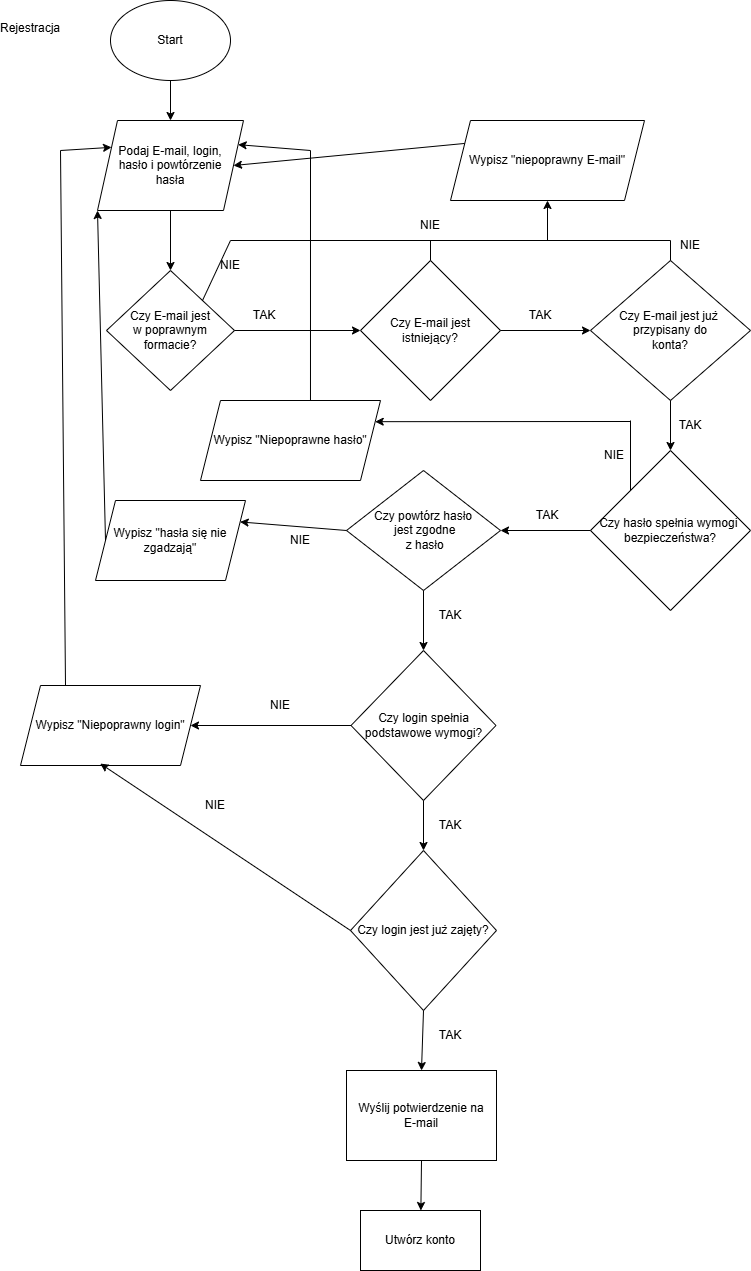 Rejestracja
Start
Podaj E-mail, login,
hasło i powtórzenie
hasła
Wypisz "niepoprawny E-mail"
NIE
NIE
NIE
Czy E-mail jest
w poprawnym
formacie?
TAK
Czy E-mail jest
istniejący?
TAK
Czy E-mail jest już
przypisany do
konta?
TAK
Wypisz "Niepoprawne hasło"
NIE
Czy hasło spełnia wymogi
bezpieczeństwa?
TAK
Czy powtórz hasło
jest zgodne
z hasło
NIE
Wypisz "hasła się nie
zgadzają"
TAK
Czy login spełnia
podstawowe wymogi?
NIE
Wypisz "Niepoprawny login"
NIE
TAK
Czy login jest już zajęty?
TAK
Wyślij potwierdzenie na
E-mail
Utwórz konto